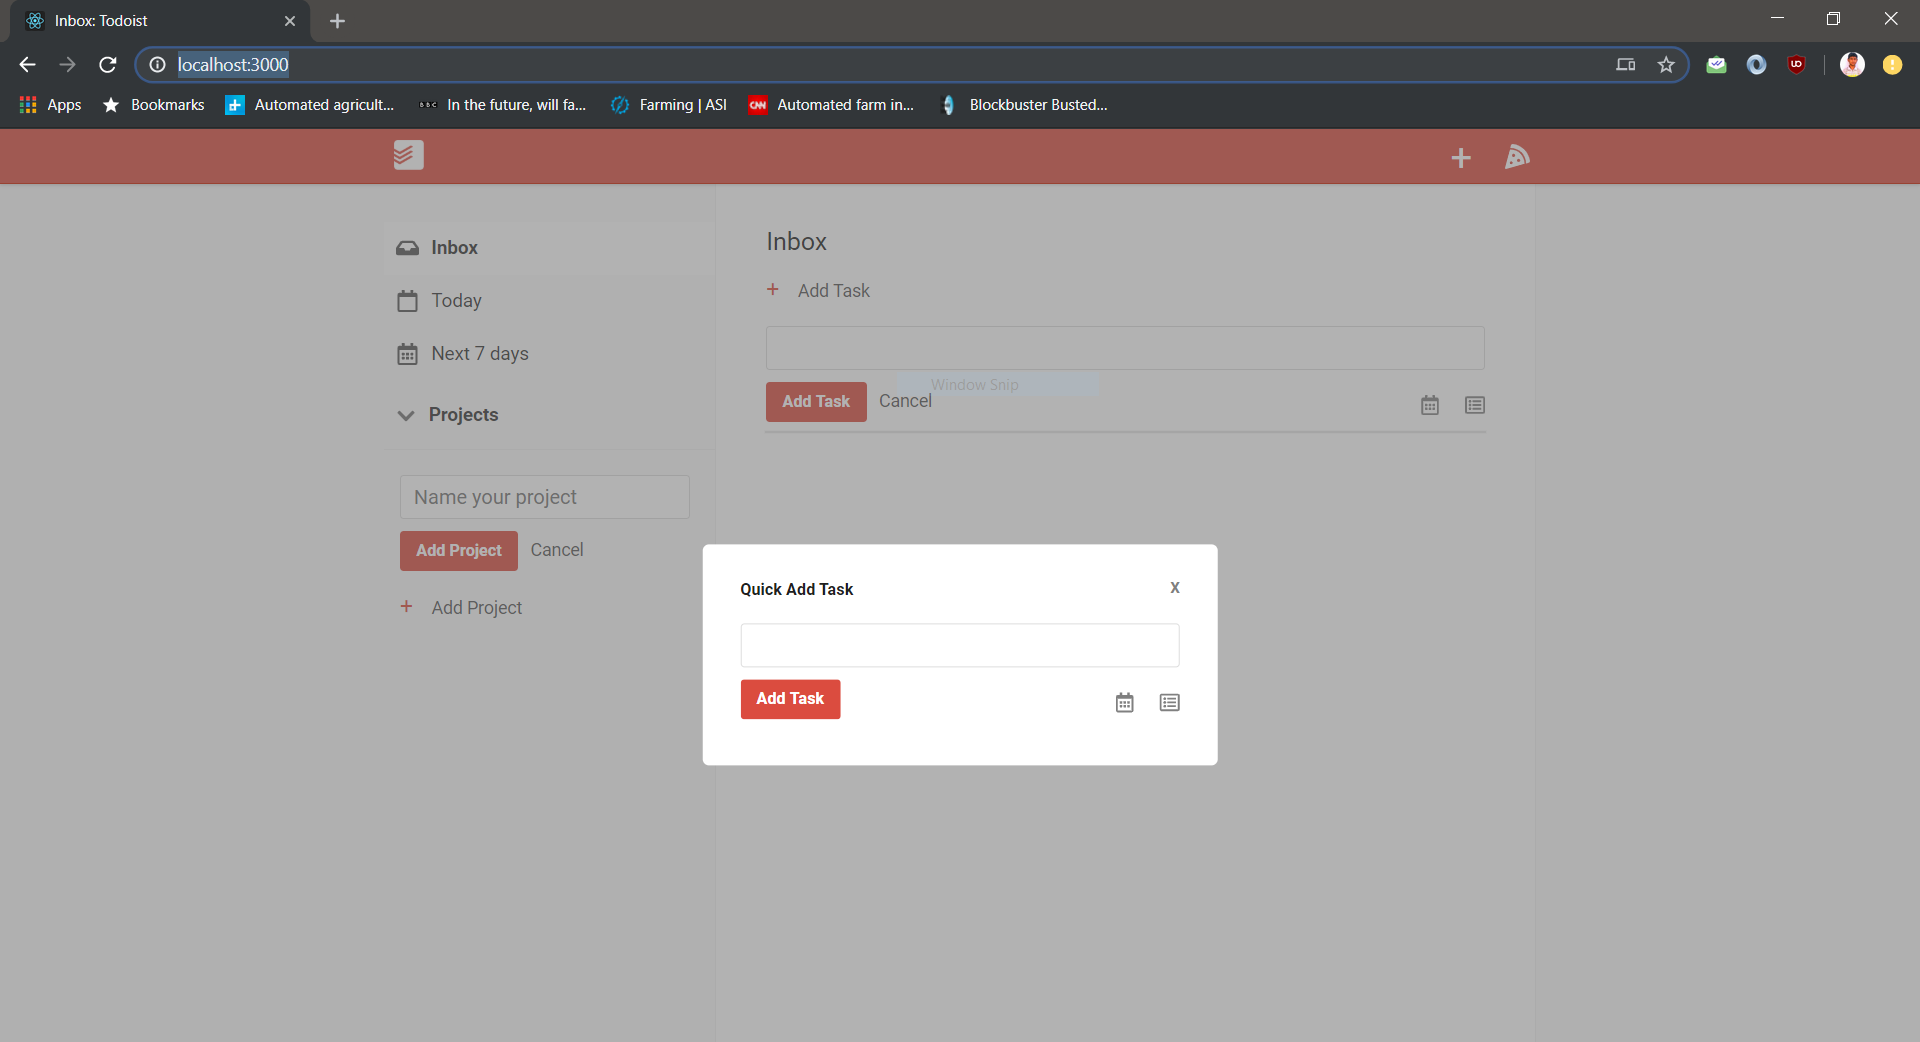 Inbox: Todoist
localhost:3000
Apps Bookmarks Automated agricult... BBC In the future, will fa... Farming | ASI CNN Automated farm in... Blockbuster Busted...
Inbox
Today
Next 7 days
Projects
Name your project
Add Project Cancel
+ Add Project
Inbox
+ Add Task
Window Snip
Add Task Cancel
Quick Add Task X
Add Task